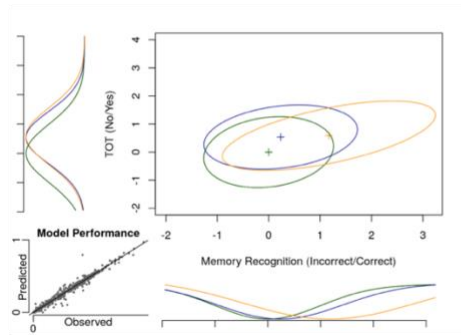 4
3
2
1
0
-1
-2
TOT (No/Yes)
-2 -1 0 1 2 3
Memory Recognition (Incorrect/Correct)
Model Performance
1
Predicted
0
0
Observed